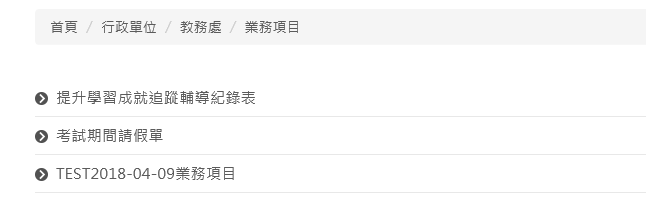 首頁 / 行政單位 / 教務處 / 業務項目
提升學習成就追蹤輔導紀錄表
考試期間請假單
TEST2018-04-09業務項目